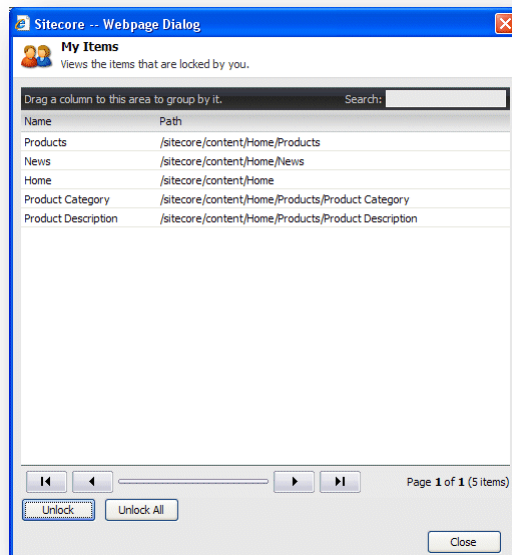 Sitecore -- Webpage Dialog
My Items
Views the items that are locked by you.
Drag a column to this area to group by it. Search:
Name Path
Products /sitecore/content/Home/Products
News /sitecore/content/Home/News
Home /sitecore/content/Home
Product Category /sitecore/content/Home/Products/Product Category
Product Description /sitecore/content/Home/Products/Product Description
Page 1 of 1 (5 items)
Unlock Unlock All
Close